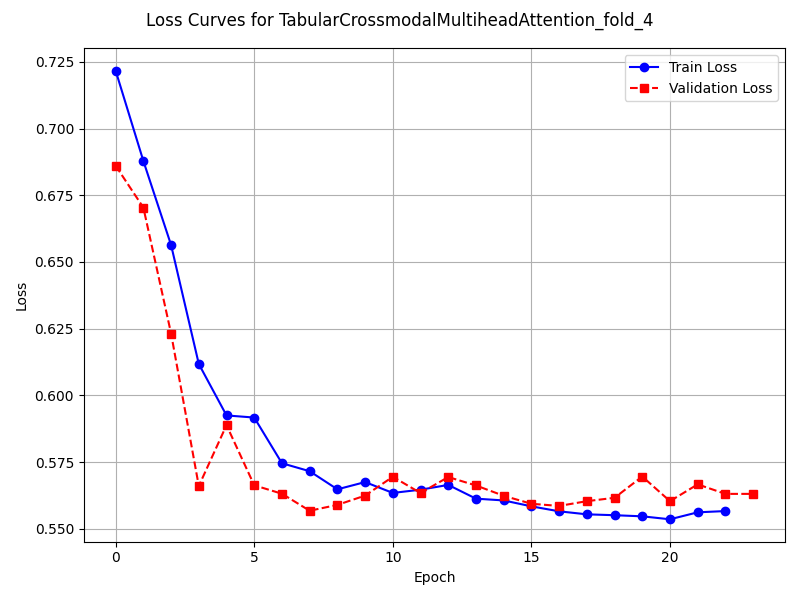 Loss Curves for TabularCrossmodalMultiheadAttention_fold_4
Train Loss
Validation Loss
Loss
0.725
0.700
0.675
0.650
0.625
0.600
0.575
0.550
0 5 10 15 20
Epoch